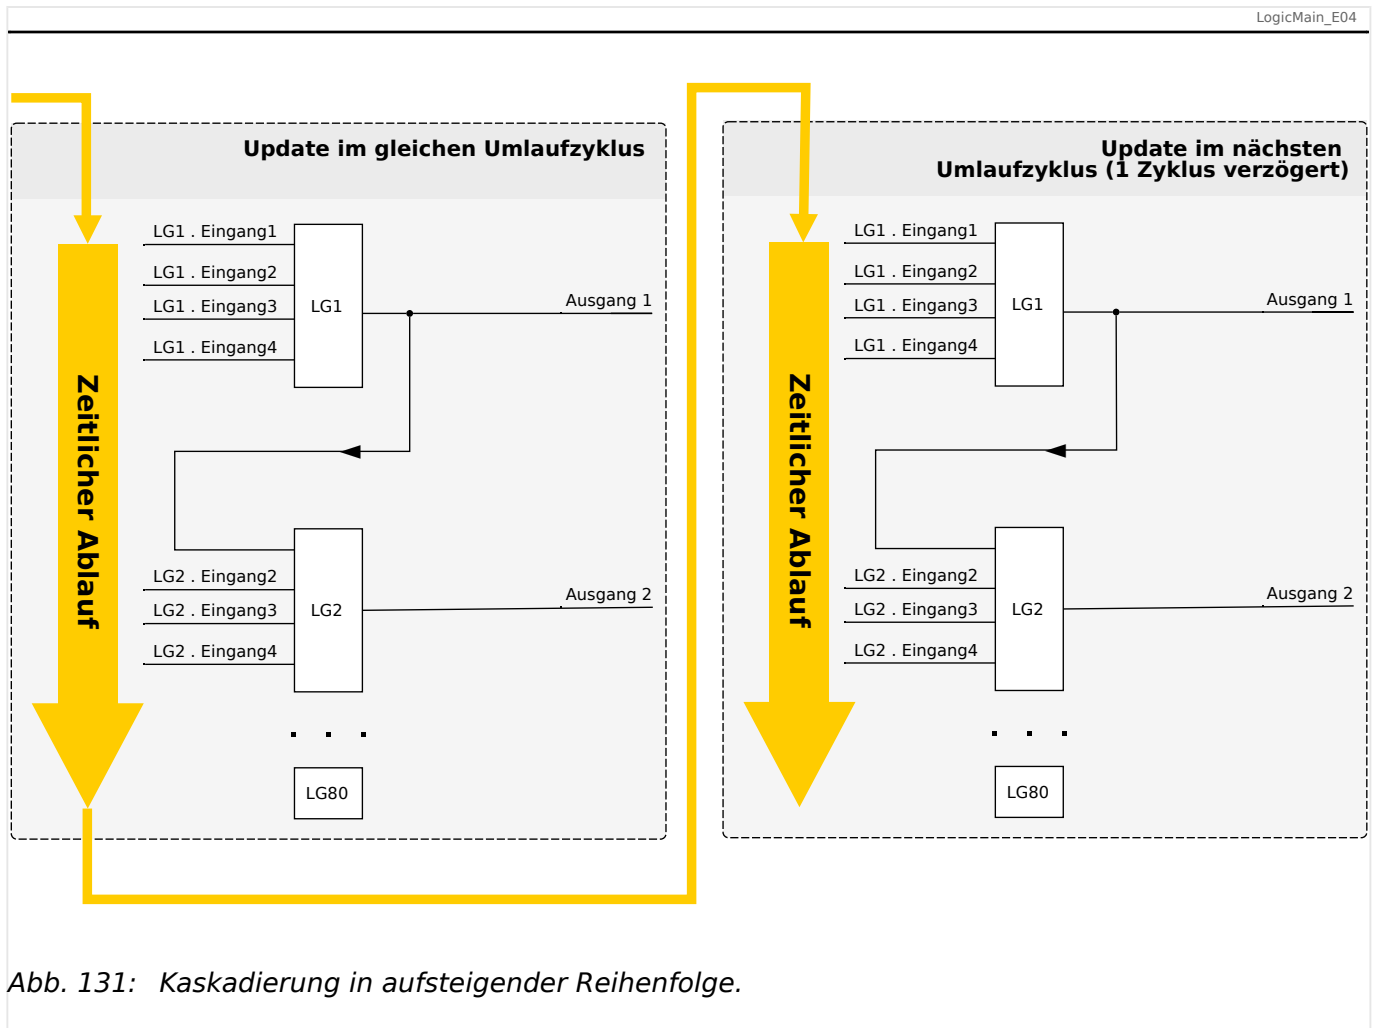 LogicMain_E04
Update im gleichen Umlaufzyklus
LG1 . Eingang1
LG1 . Eingang2
LG1 . Eingang3
LG1 . Eingang4
LG1
Ausgang 1
Zeitlicher Ablauf
LG2 . Eingang2
LG2 . Eingang3
LG2 . Eingang4
LG2
Ausgang 2
LG80
Update im nächsten
Umlaufzyklus (1 Zyklus verzögert)
LG1 . Eingang1
LG1 . Eingang2
LG1 . Eingang3
LG1 . Eingang4
LG1
Ausgang 1
Zeitlicher Ablauf
LG2 . Eingang2
LG2 . Eingang3
LG2 . Eingang4
LG2
Ausgang 2
LG80
Abb. 131: Kaskadierung in aufsteigender Reihenfolge.